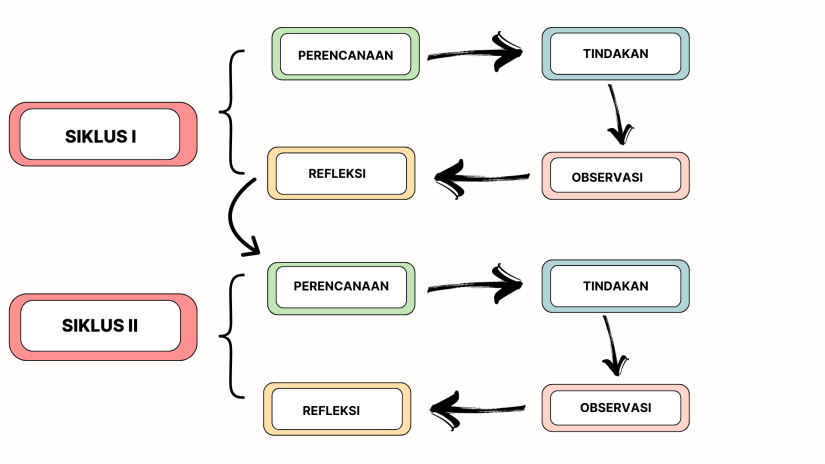 PERENCANAAN
TINDAKAN
SIKLUS I
REFLEKSI
OBSERVASI
PERENCANAAN
TINDAKAN
SIKLUS II
REFLEKSI
OBSERVASI